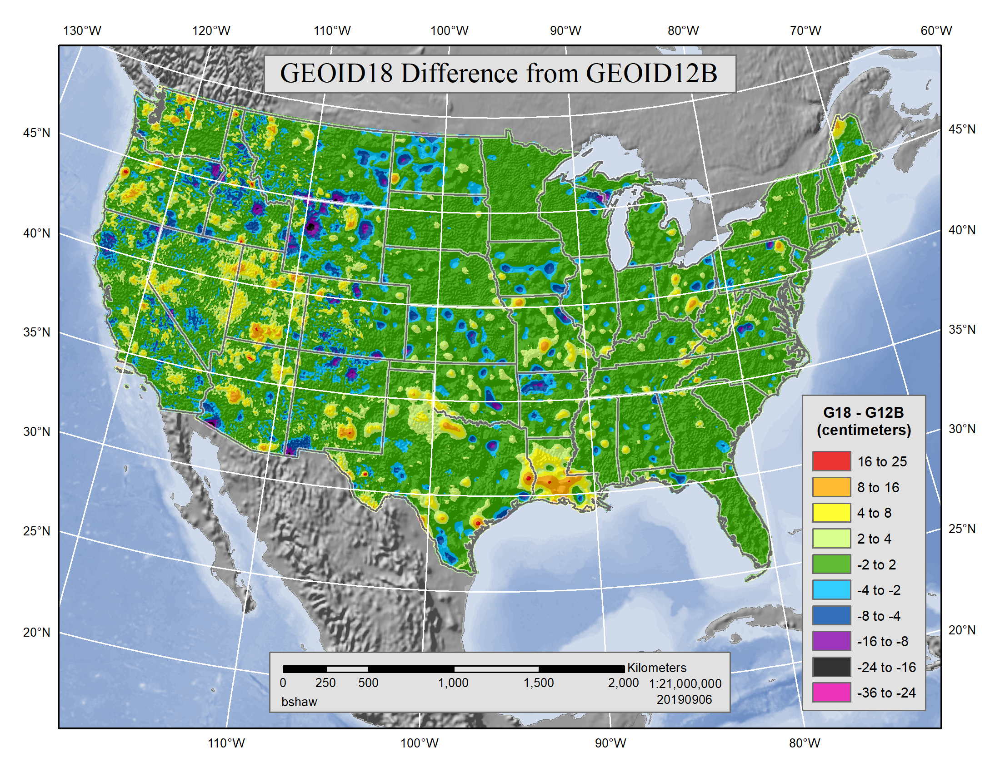 130°W 120°W 110°W 100°W 90°W 80°W 70°W 60°W
GEOID18 Difference from GEOID12B
45°N 45°N
40°N 40°N
35°N 35°N
30°N 30°N
25°N 25°N
20°N 20°N
G18 - G12B
(centimeters)
16 to 25
8 to 16
4 to 8
2 to 4
-2 to 2
-4 to -2
-8 to -4
-16 to -8
-24 to -16
-36 to -24
Kilometers
0 250 500 1,000 1,500 2,000 1:21,000,000
bshaw 20190906
110°W 100°W 90°W 80°W